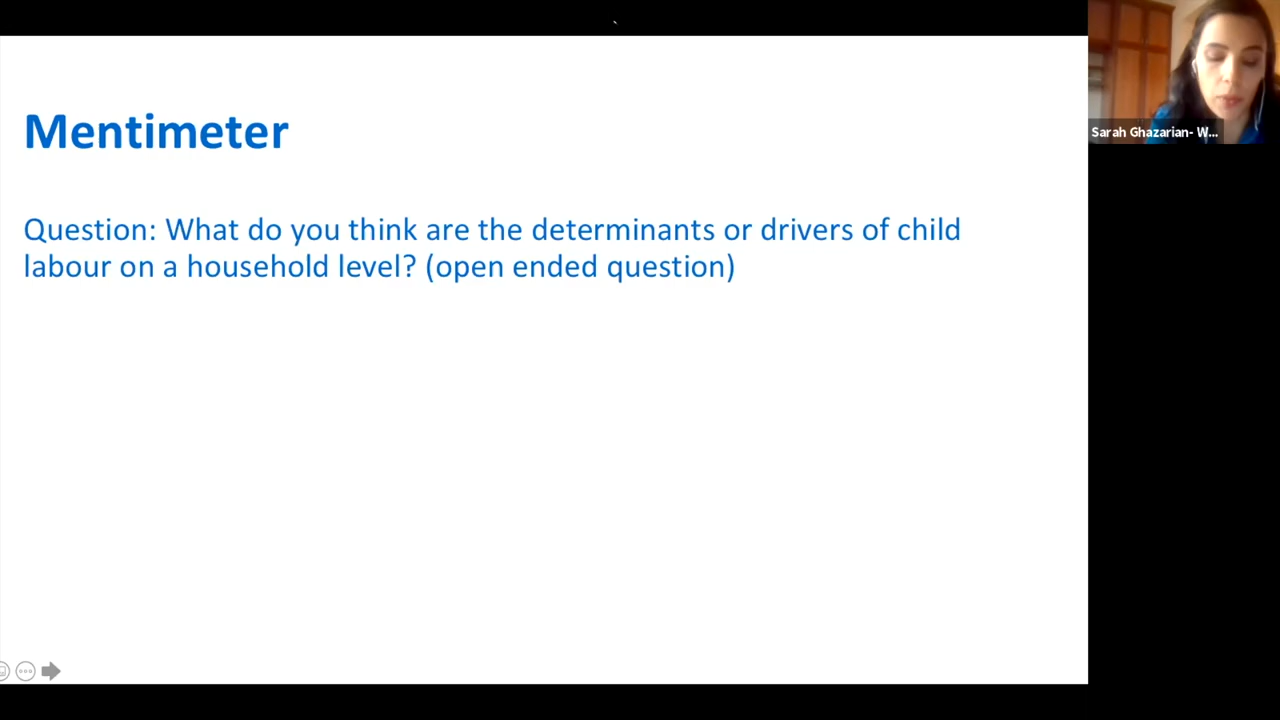 Mentimeter
Question: What do you think are the determinants or drivers of child
labour on a household level? (open ended question)
Sarah Ghazarian- W...